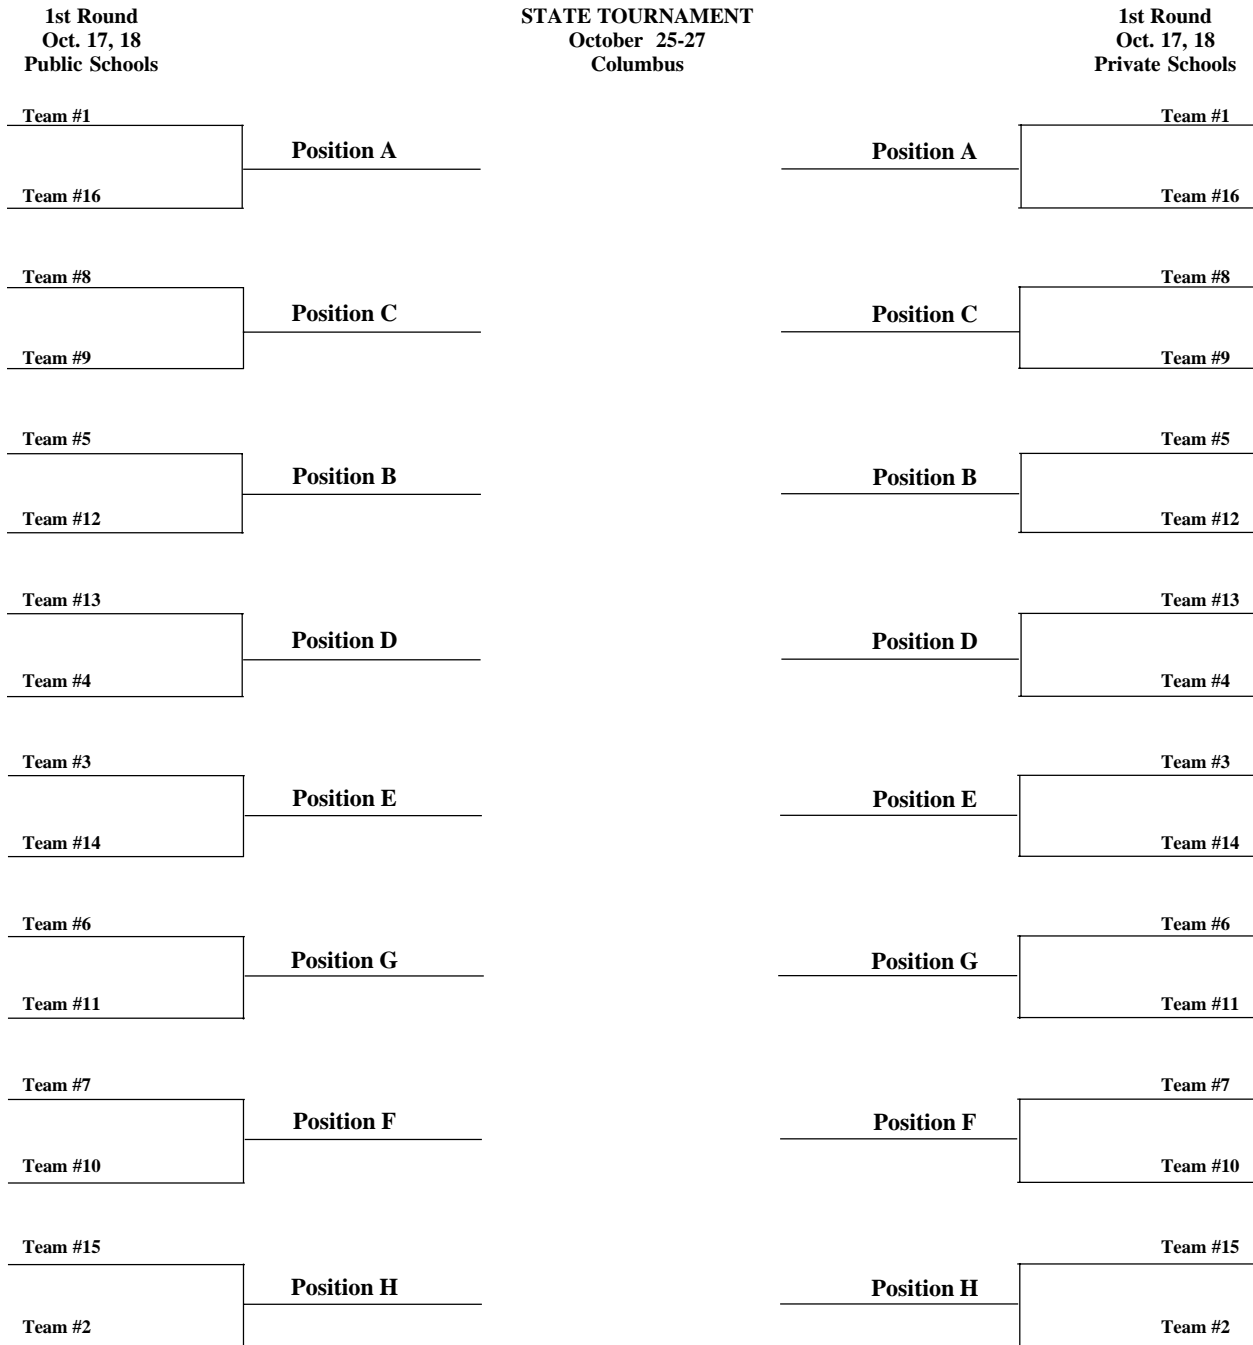 1st Round
Oct. 17, 18
Public Schools
STATE TOURNAMENT
October 25-27
Columbus
1st Round
Oct. 17, 18
Private Schools
Team #1
Position A
Team #16
Team #8
Position C
Team #9
Team #5
Position B
Team #12
Team #13
Position D
Team #4
Team #3
Position E
Team #14
Team #6
Position G
Team #11
Team #7
Position F
Team #10
Team #15
Position H
Team #2
Team #1
Position A
Team #16
Team #8
Position C
Team #9
Team #5
Position B
Team #12
Team #13
Position D
Team #4
Team #3
Position E
Team #14
Team #6
Position G
Team #11
Team #7
Position F
Team #10
Team #15
Position H
Team #2